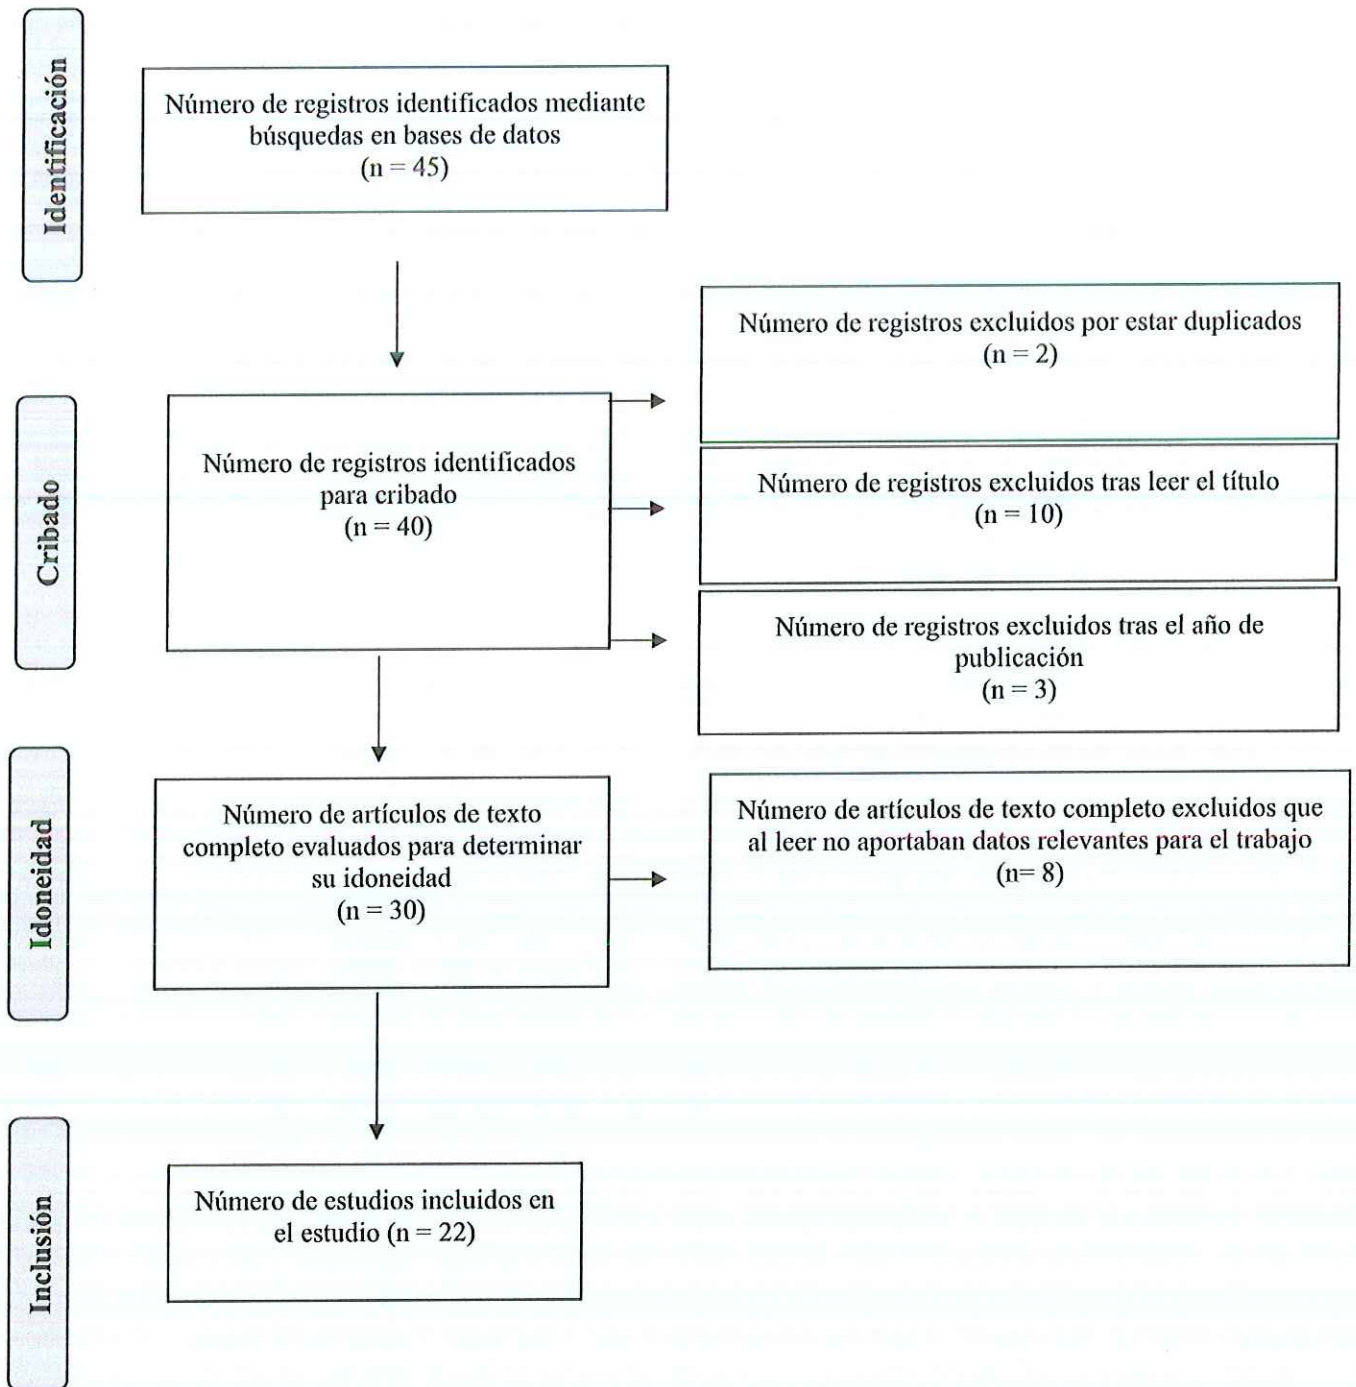 Identificación
Número de registros identificados mediante
búsquedas en bases de datos
(n = 45)
Número de registros excluidos por estar duplicados
(n = 2)
Cribado
Número de registros identificados
para cribado
(n = 40)
Número de registros excluidos tras leer el título
(n = 10)
Número de registros excluidos tras el año de
publicación
(n = 3)
Idoneidad
Número de artículos de texto
completo evaluados para determinar
su idoneidad
(n = 30)
Número de artículos de texto completo excluidos que
al leer no aportaban datos relevantes para el trabajo
(n= 8)
Inclusión
Número de estudios incluidos en
el estudio (n = 22)